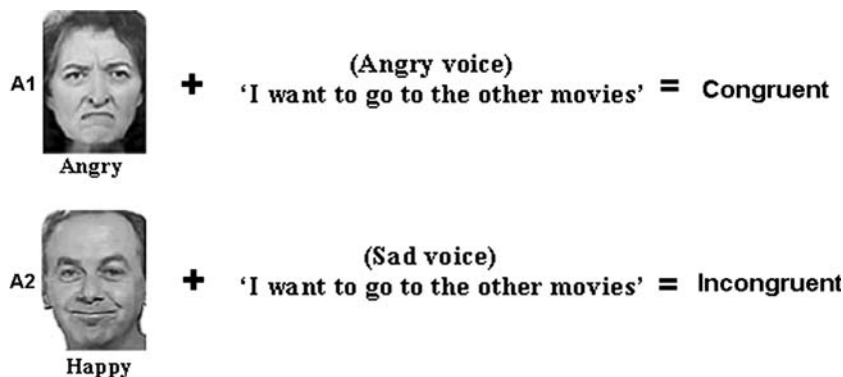 A1 + (Angry voice)
'I want to go to the other movies' = Congruent
Angry
A2 + (Sad voice)
'I want to go to the other movies' = Incongruent
Happy